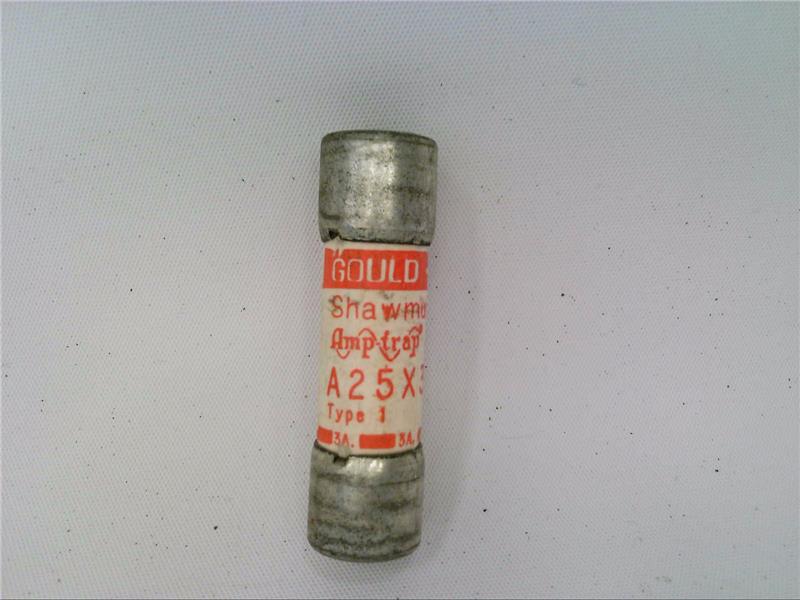 GOULD
Shawmu
Amp-trap
A25X3
Type 1
3A. 3A.